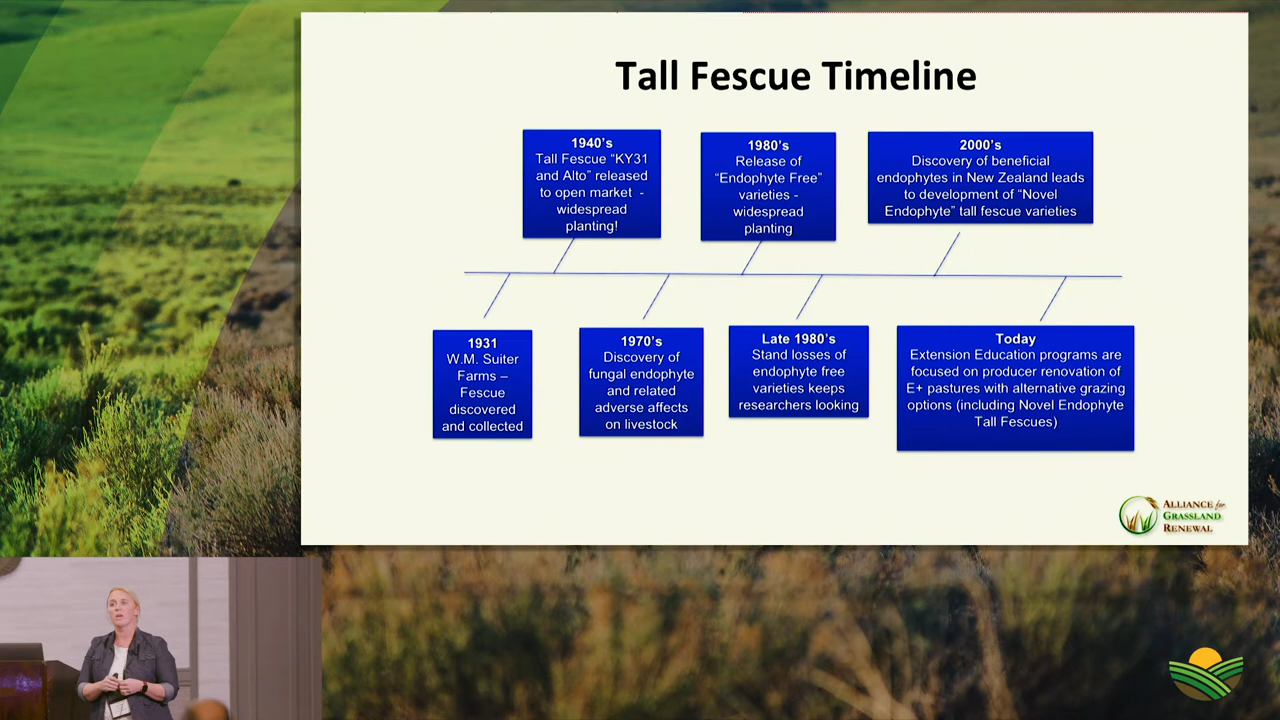 Tall Fescue Timeline
1940's
Tall Fescue "KY31
and Alto" released
to open market -
widespread
planting!
1980's
Release of
"Endophyte Free"
varieties -
widespread
planting
2000's
Discovery of beneficial
endophytes in New Zealand leads
to development of "Novel
Endophyte" tall fescue varieties
1931
W.M. Suiter
Farms –
Fescue
discovered
and collected
1970's
Discovery of
fungal endophyte
and related
adverse affects
on livestock
Late 1980's
Stand losses of
endophyte free
varieties keeps
researchers looking
Today
Extension Education programs are
focused on producer renovation of
E+ pastures with alternative grazing
options (including Novel Endophyte
Tall Fescues)
ALLIANCE for
GRASSLAND
RENEWAL